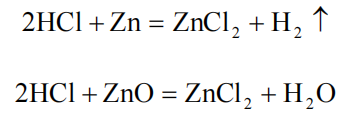 2HCl + Zn = ZnCl₂ + H₂ ↑
2HCl + ZnO = ZnCl₂ + H₂O